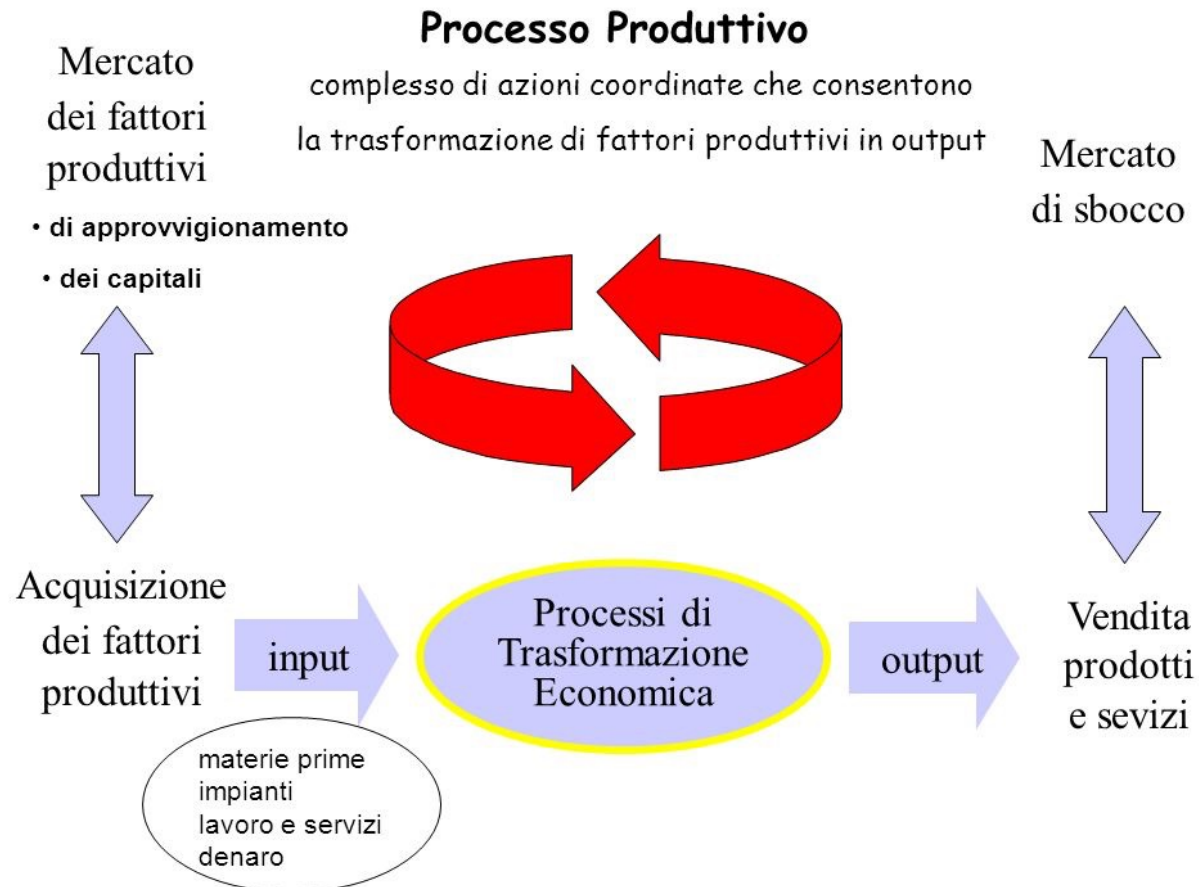 Processo Produttivo
complesso di azioni coordinate che consentono
la trasformazione di fattori produttivi in output
Mercato
dei fattori
produttivi
• di approvvigionamento
• dei capitali
Mercato
di sbocco
Acquisizione
dei fattori
produttivi
input
materie prime
impianti
lavoro e servizi
denaro
Processi di
Trasformazione
Economica
output
Vendita
prodotti
e sevizi